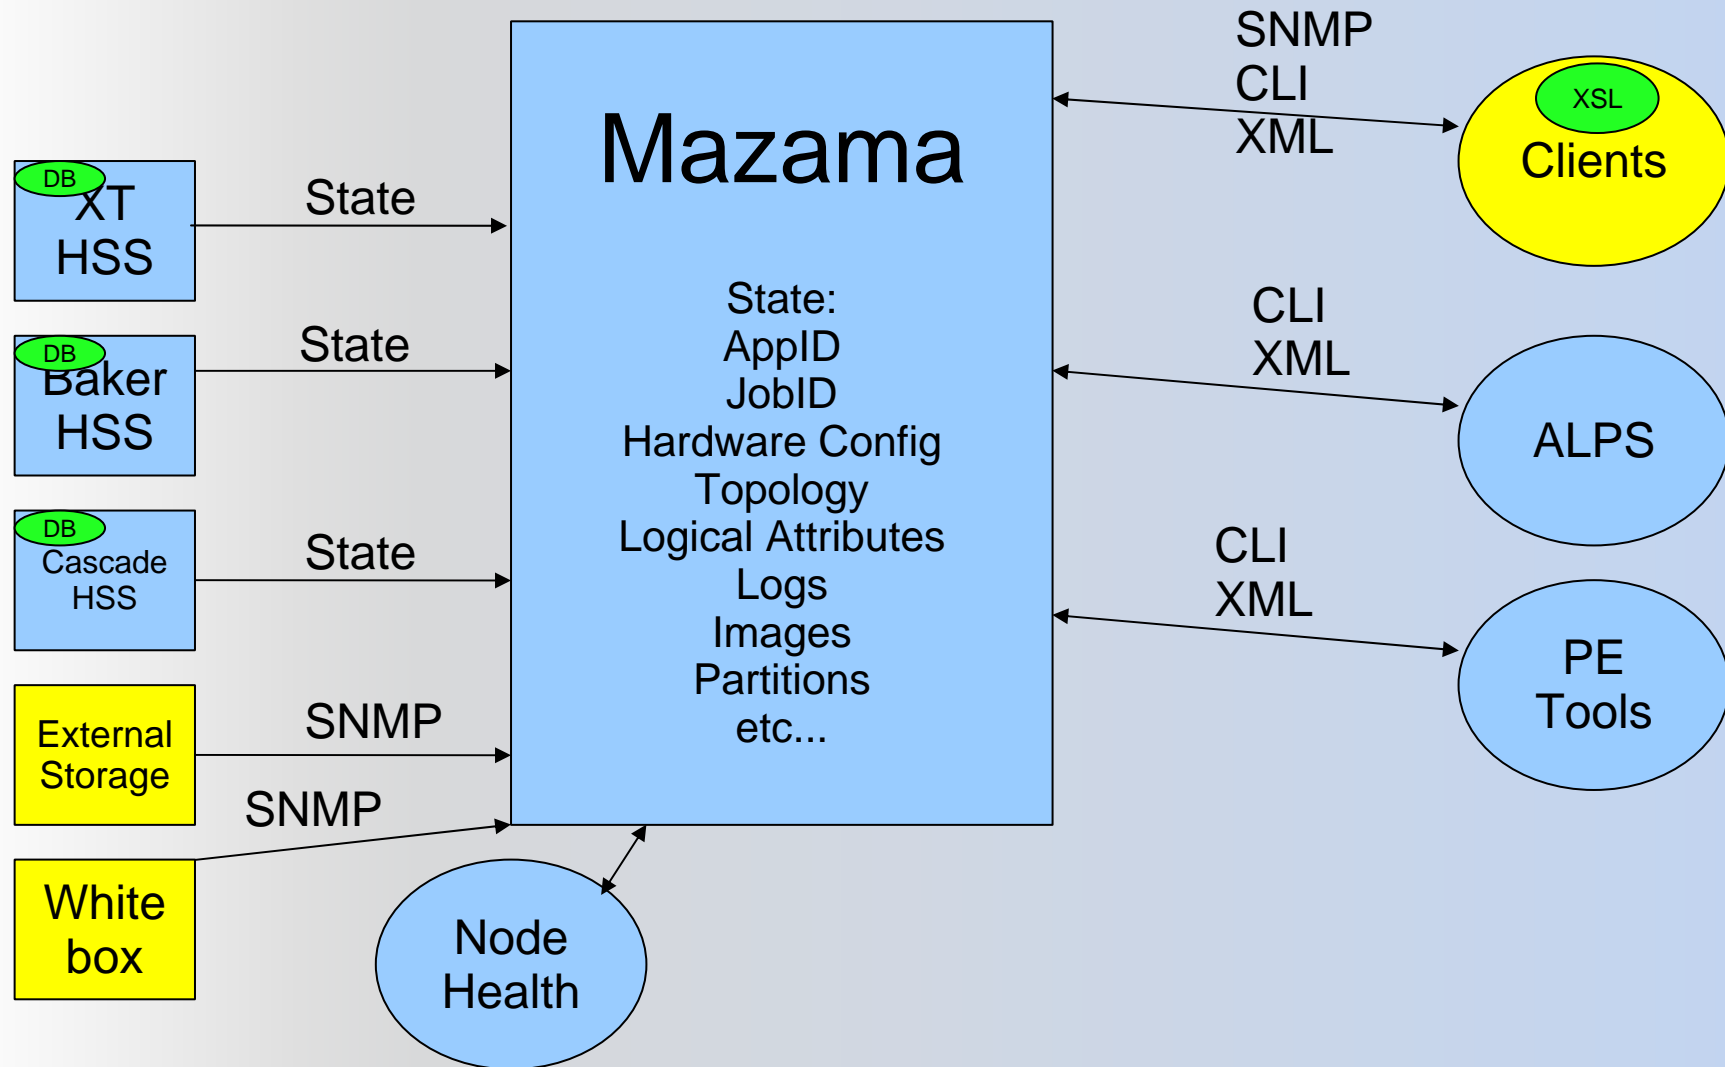 DB
XT
HSS
State
DB
Baker
HSS
State
DB
Cascade
HSS
State
External
Storage
SNMP
White
box
SNMP
Mazama
State:
AppID
JobID
Hardware Config
Topology
Logical Attributes
Logs
Images
Partitions
etc...
Node
Health
SNMP
CLI
XML
XSL
Clients
CLI
XML
ALPS
CLI
XML
PE
Tools